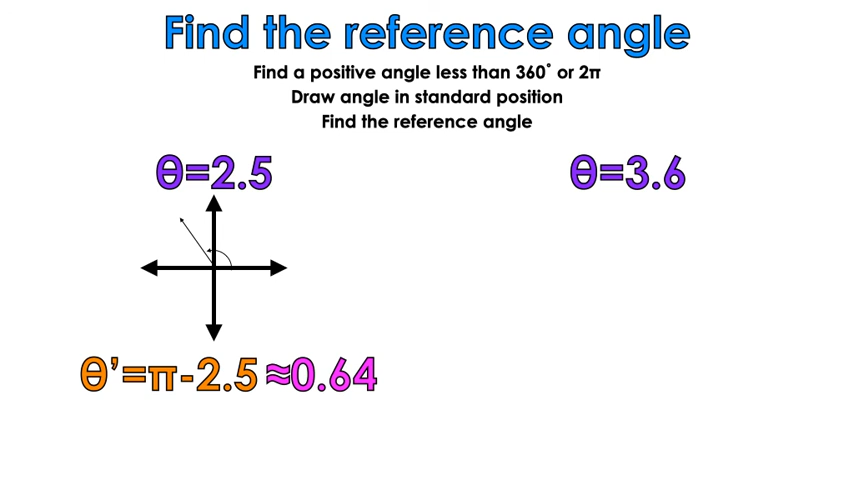 Find the reference angle
Find a positive angle less than 360° or 2π
Draw angle in standard position
Find the reference angle
θ=2.5
θ=3.6
θ’=π-2.5≈0.64